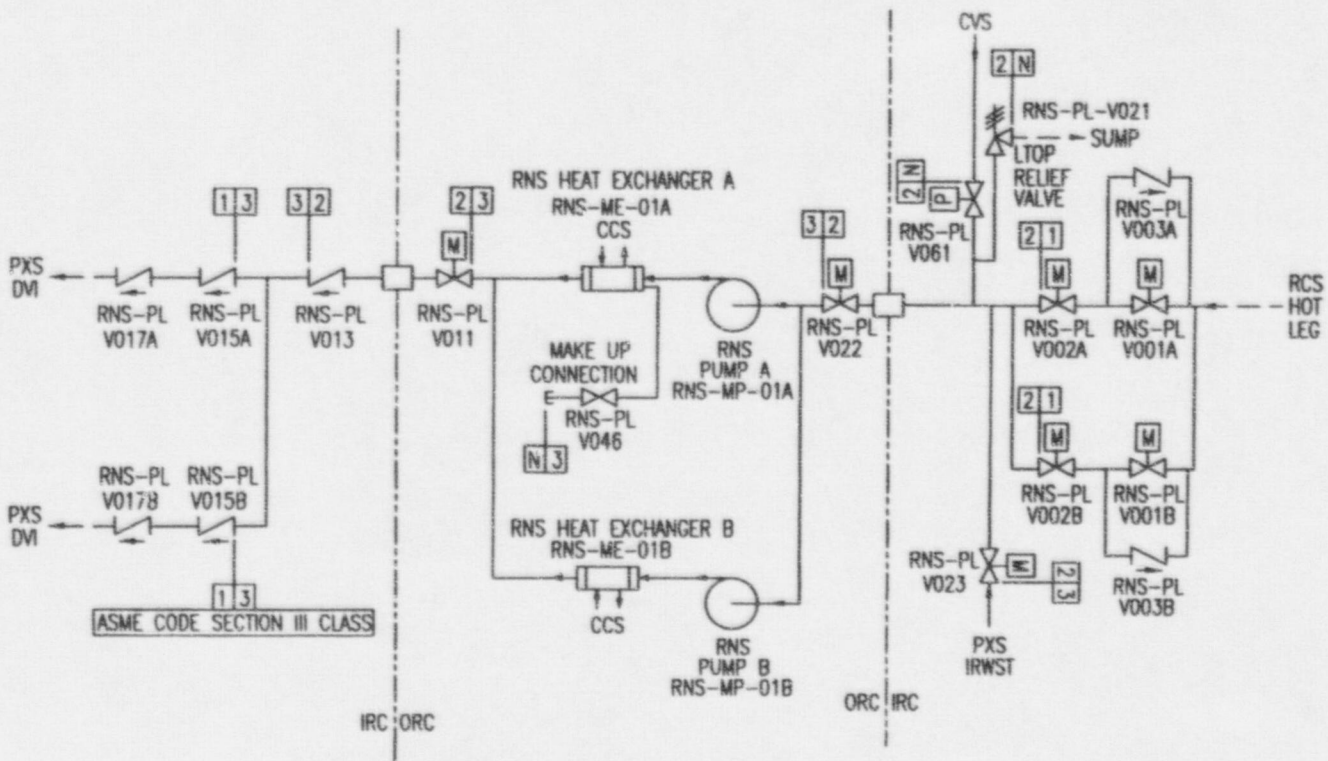 CVS
2 N
RNS-PL-V021
SUMP
LTOP
RELIEF
VALVE
RNS-PL
V003A
2 N
P
RNS-PL
V061
2 1
M
RNS-PL
V002A
M
RNS-PL
V001A
RCS
HOT
LEG
1 3
3 2
PXS
DVI
RNS-PL
V017A
RNS-PL
V015A
RNS-PL
V013
2 3
M
RNS-PL
V011
RNS HEAT EXCHANGER A
RNS-ME-01A
CCS
3 2
M
RNS-PL
V022
RNS
PUMP A
RNS-MP-01A
MAKE UP
CONNECTION
E
RNS-PL
V046
N 3
2 1
M
RNS-PL
V002B
M
RNS-PL
V001B
RNS-PL
V003B
PXS
DVI
RNS-PL
V017B
RNS-PL
V015B
1 3
ASME CODE SECTION III CLASS
RNS HEAT EXCHANGER B
RNS-ME-01B
CCS
RNS
PUMP B
RNS-MP-01B
RNS-PL
V023
M
2 3
PXS
IRWST
IRC ORC
ORC IRC